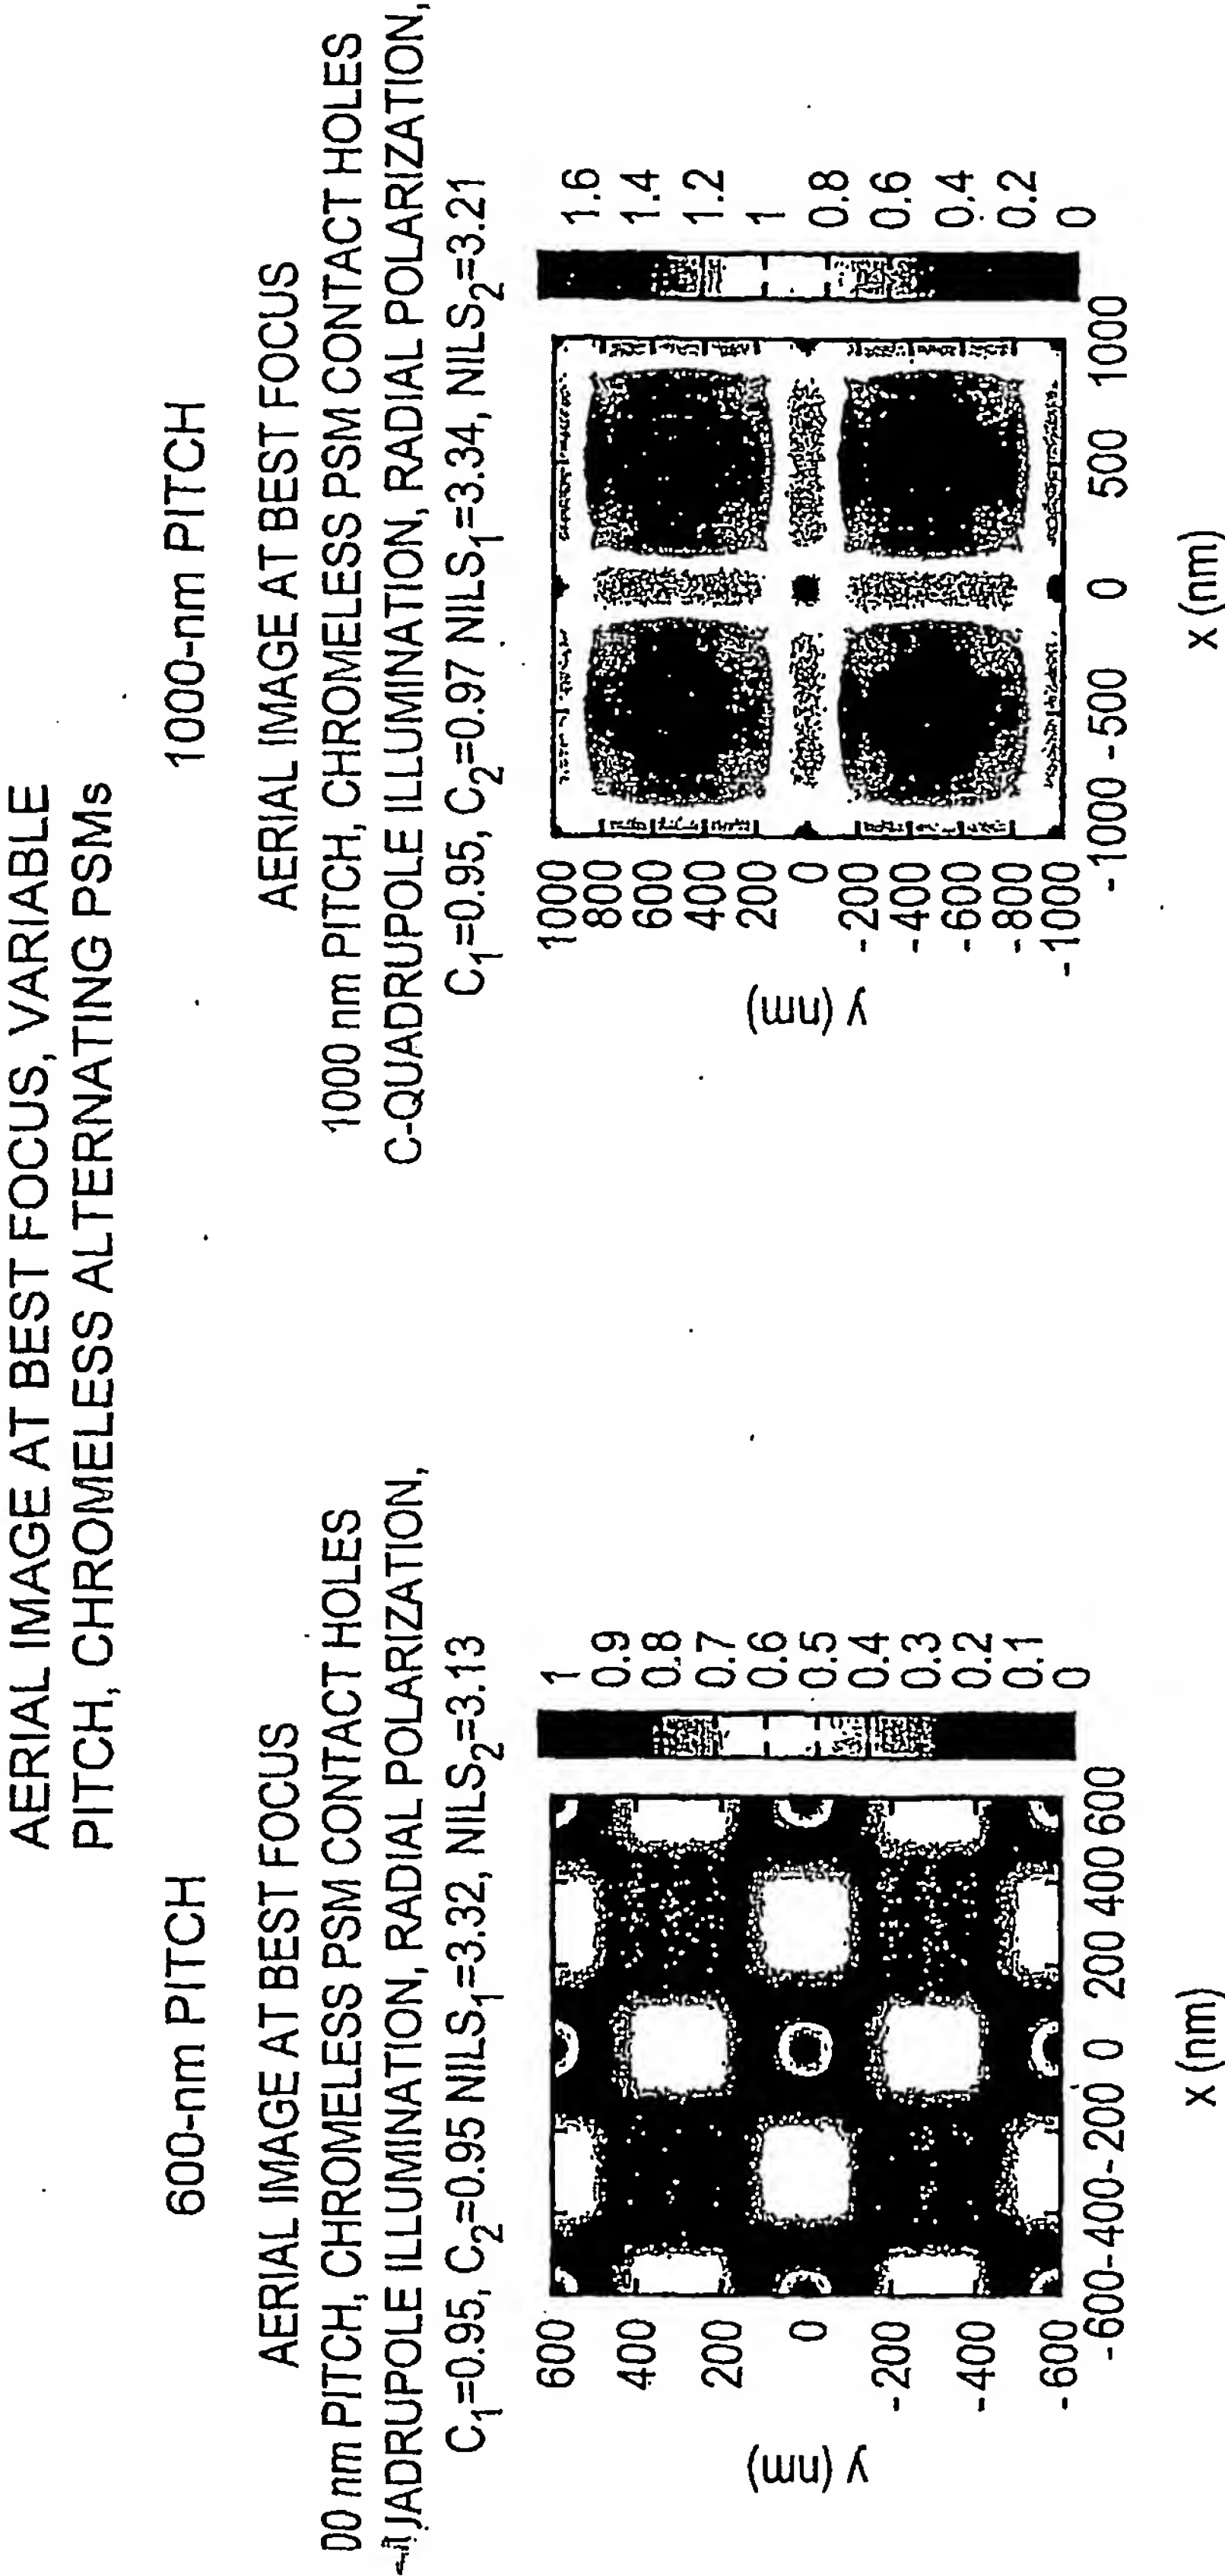 AERIAL IMAGE AT BEST FOCUS, VARIABLE
PITCH, CHROMELESS ALTERNATING PSMs
600-nm PITCH
AERIAL IMAGE AT BEST FOCUS
00 nm PITCH, CHROMELESS PSM CONTACT HOLES
JADRUPOLE ILLUMINATION, RADIAL POLARIZATION,
C1=0.95, C2=0.95 NILS1=3.32, NILS2=3.13
y (nm)
600
400
200
0
-200
-400
-600
-600-400-200 0 200 400 600
x (nm)
1
0.9
0.8
0.7
0.6
0.5
0.4
0.3
0.2
0.1
0
1000-nm PITCH
AERIAL IMAGE AT BEST FOCUS
1000 nm PITCH, CHROMELESS PSM CONTACT HOLES
C-QUADRUPOLE ILLUMINATION, RADIAL POLARIZATION,
C1=0.95, C2=0.97 NILS1=3.34, NILS2=3.21
y (nm)
1000
800
600
400
200
0
-200
-400
-600
-800
-1000
-1000 -500 0 500 1000
x (nm)
1.6
1.4
1.2
1
0.8
0.6
0.4
0.2
0